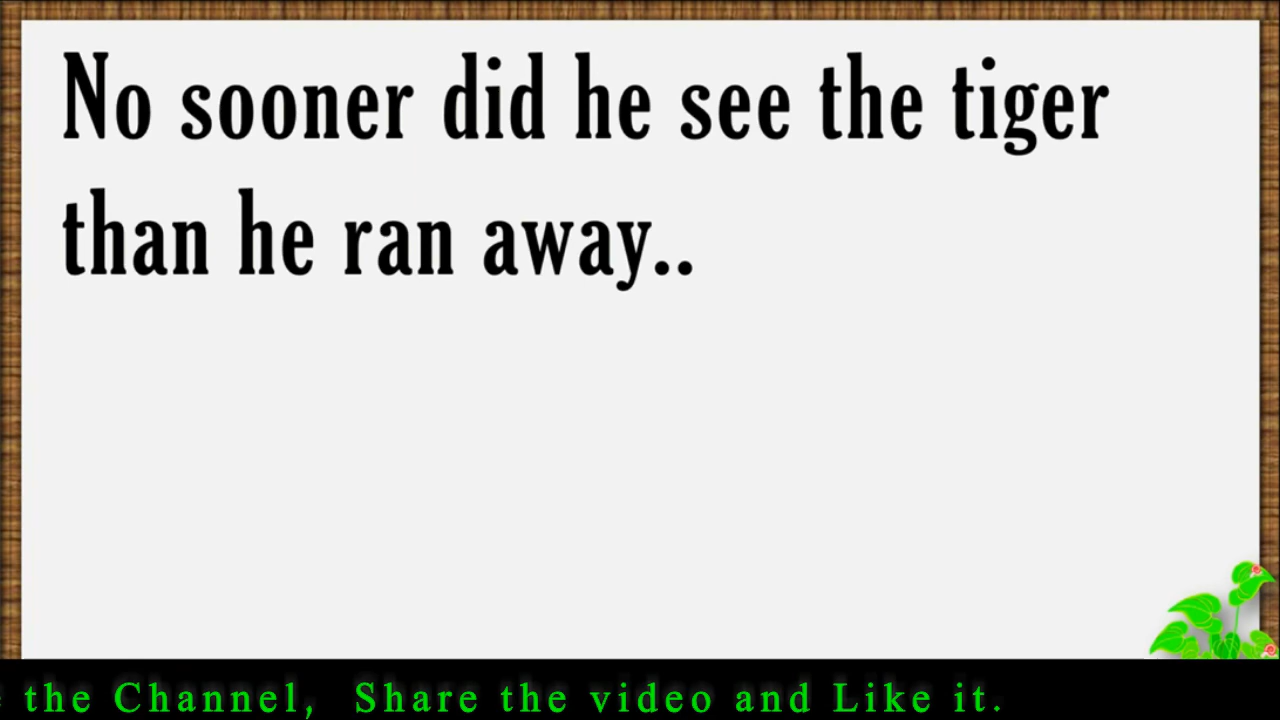 No sooner did he see the tiger
than he ran away..
the Channel, Share the video and Like it.